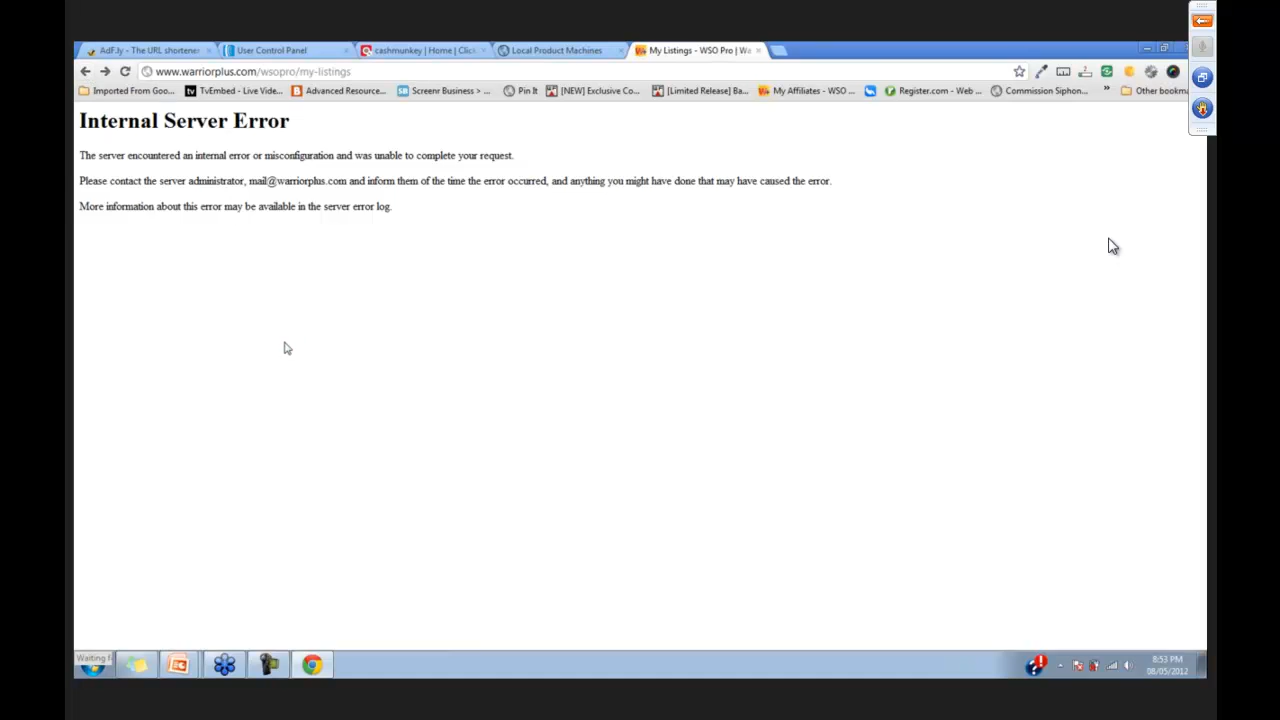 AdF.ly - The URL shortener
User Control Panel
cashmunkey | Home | Click
Local Product Machines
My Listings - WSO Pro | Wa
www.warriorplus.com/wsopro/my-listings
Imported From Goo...
TvEmbed - Live Vide...
Advanced Resource...
Screenr Business > ...
Pin It
[NEW] Exclusive Co...
[Limited Release] Ba...
My Affiliates - WSO ...
Register.com - Web ...
Commission Siphon...
»
Other bookma
Internal Server Error
The server encountered an internal error or misconfiguration and was unable to complete your request.
Please contact the server administrator, mail@warriorplus.com and inform them of the time the error occurred, and anything you might have done that may have caused the error.
More information about this error may be available in the server error log.
Waiting f
8:53 PM
08/05/2012